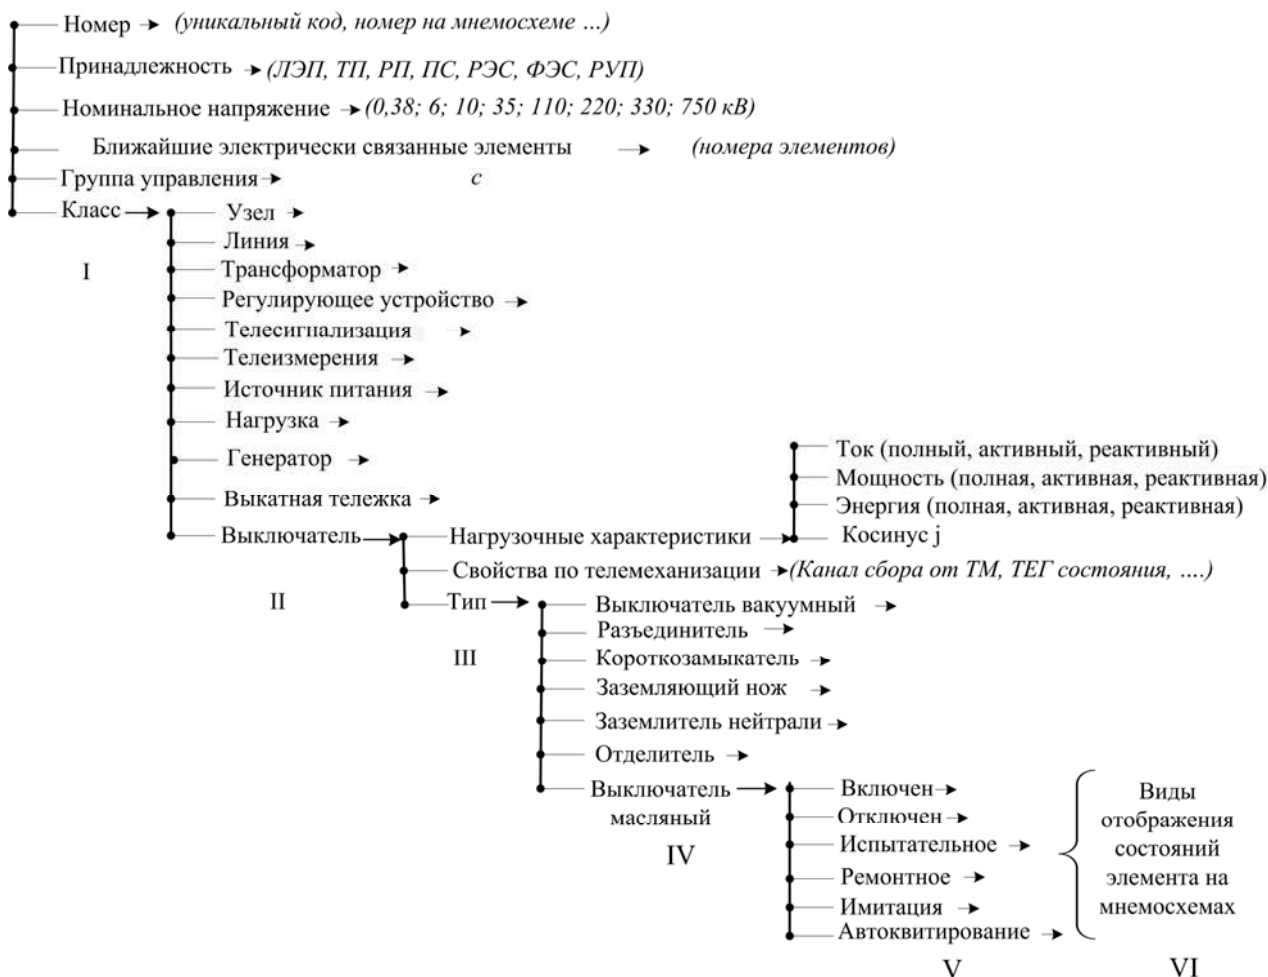 Номер (уникальный код, номер на мнемосхеме ...)
Принадлежность (ЛЭП, ТП, РП, ПС, РЭС, ФЭС, РУП)
Номинальное напряжение (0,38; 6; 10; 35; 110; 220; 330; 750 кВ)
Ближайшие электрически связанные элементы (номера элементов)
Группа управления с
Класс Узел
Линия
I Трансформатор
Регулирующее устройство
Телесигнализация
Телеизмерения
Источник питания
Нагрузка
Ток (полный, активный, реактивный)
Генератор
Мощность (полная, активная, реактивная)
Выкатная тележка
Энергия (полная, активная, реактивная)
Выключатель Нагрузочные характеристики Косинус j
Свойства по телемеханизации (Канал сбора от ТМ, ТЕГ состояния, ....)
II Тип Выключатель вакуумный
Разъединитель
III Короткозамыкатель
Заземляющий нож
Заземлитель нейтрали
Отделитель
Выключатель Включен Виды
масляный Отключен отображения
IV Испытательное состояний
Ремонтное элемента на
Имитация мнемосхемах
Автоквитирование
V VI